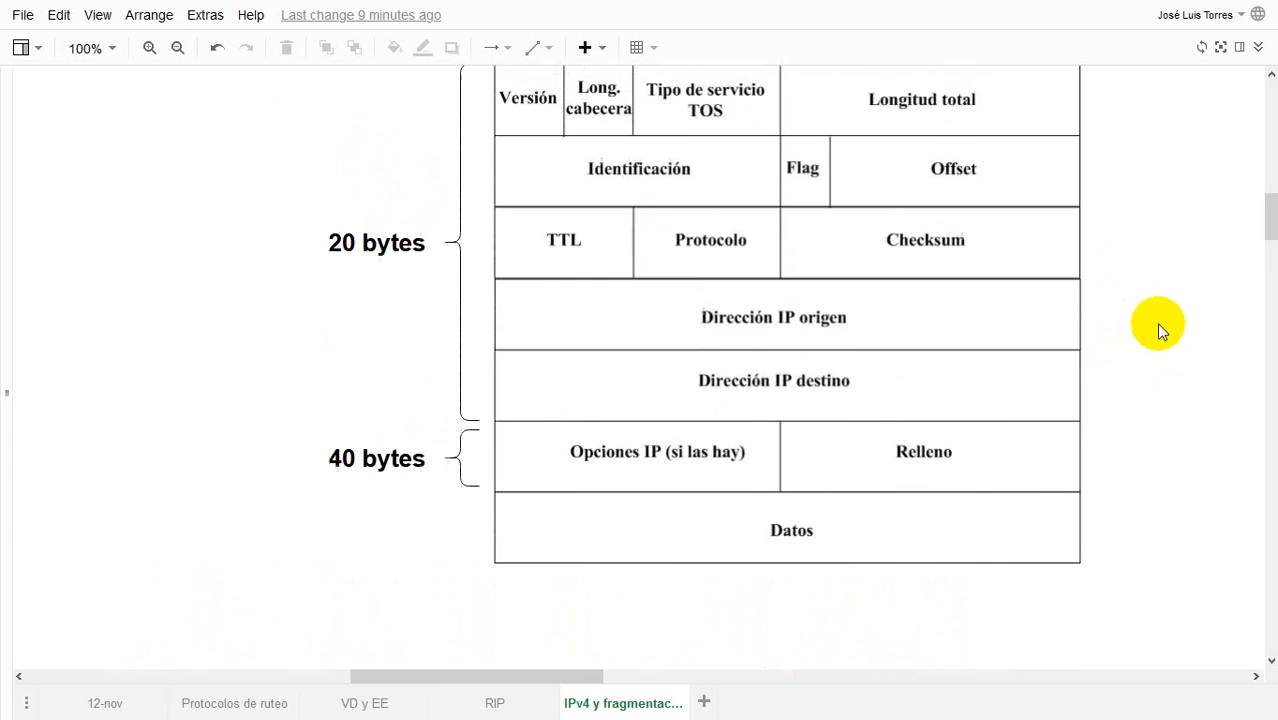 File Edit View Arrange Extras Help Last change 9 minutes ago
José Luis Torres
100%
Versión
Long.
cabecera
Tipo de servicio
TOS
Longitud total
Identificación
Flag
Offset
20 bytes
TTL
Protocolo
Checksum
Dirección IP origen
Dirección IP destino
40 bytes
Opciones IP (si las hay)
Relleno
Datos
12-nov
Protocolos de ruteo
VD y EE
RIP
IPv4 y fragmentac...